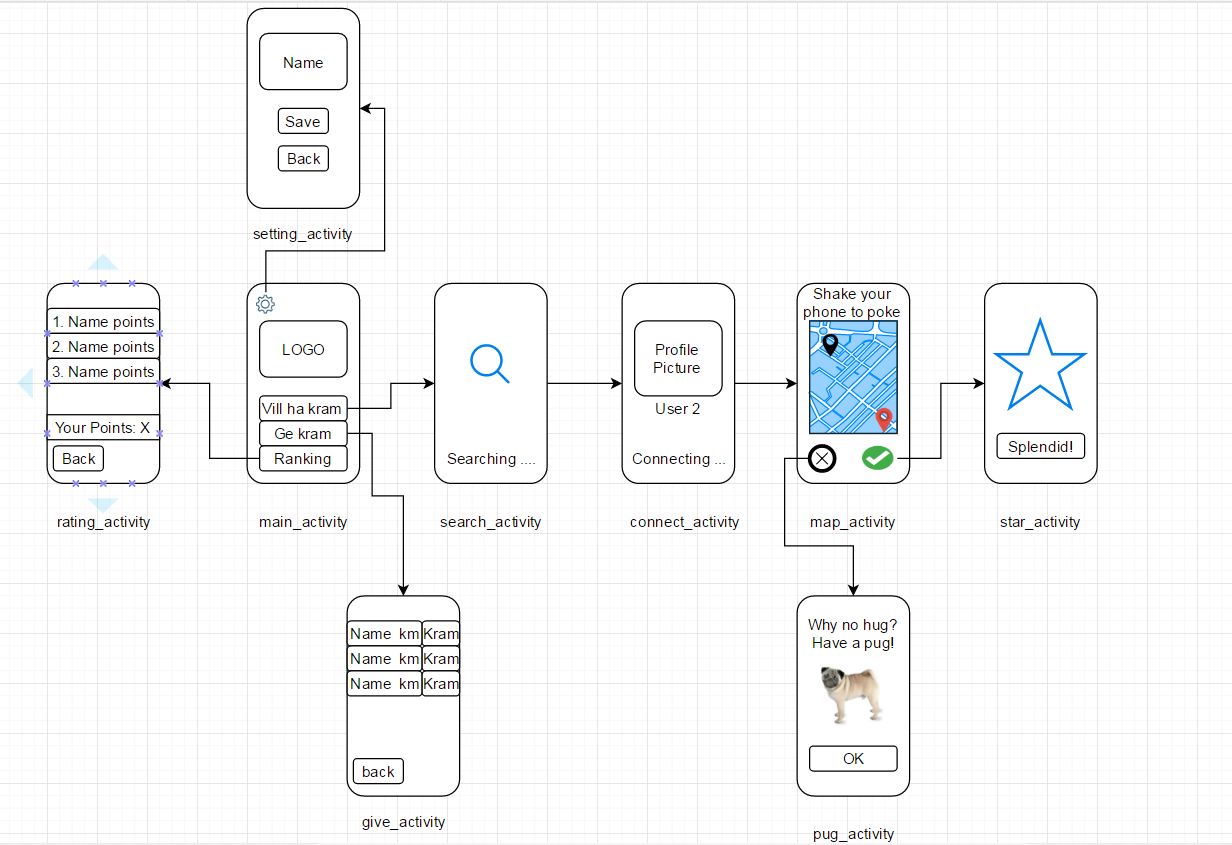 Name
Save
Back
setting_activity
1. Name points
2. Name points
3. Name points
Your Points: X
Back
rating_activity
LOGO
Vill ha kram
Ge kram
Ranking
main_activity
Searching ....
search_activity
Profile
Picture
User 2
Connecting ...
connect_activity
Shake your
phone to poke
map_activity
Splendid!
star_activity
Name km Kram
Name km Kram
Name km Kram
back
give_activity
Why no hug?
Have a pug!
OK
pug_activity